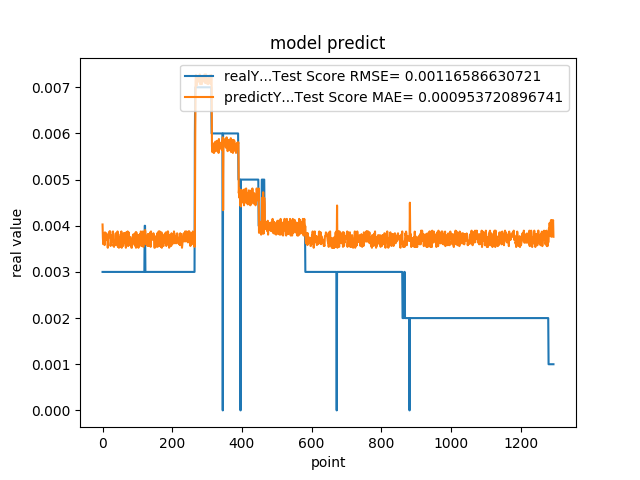 model predict
realY...Test Score RMSE= 0.00116586630721
predictY...Test Score MAE= 0.000953720896741
0.007
0.006
0.005
0.004
0.003
0.002
0.001
0.000
real value
0 200 400 600 800 1000 1200
point